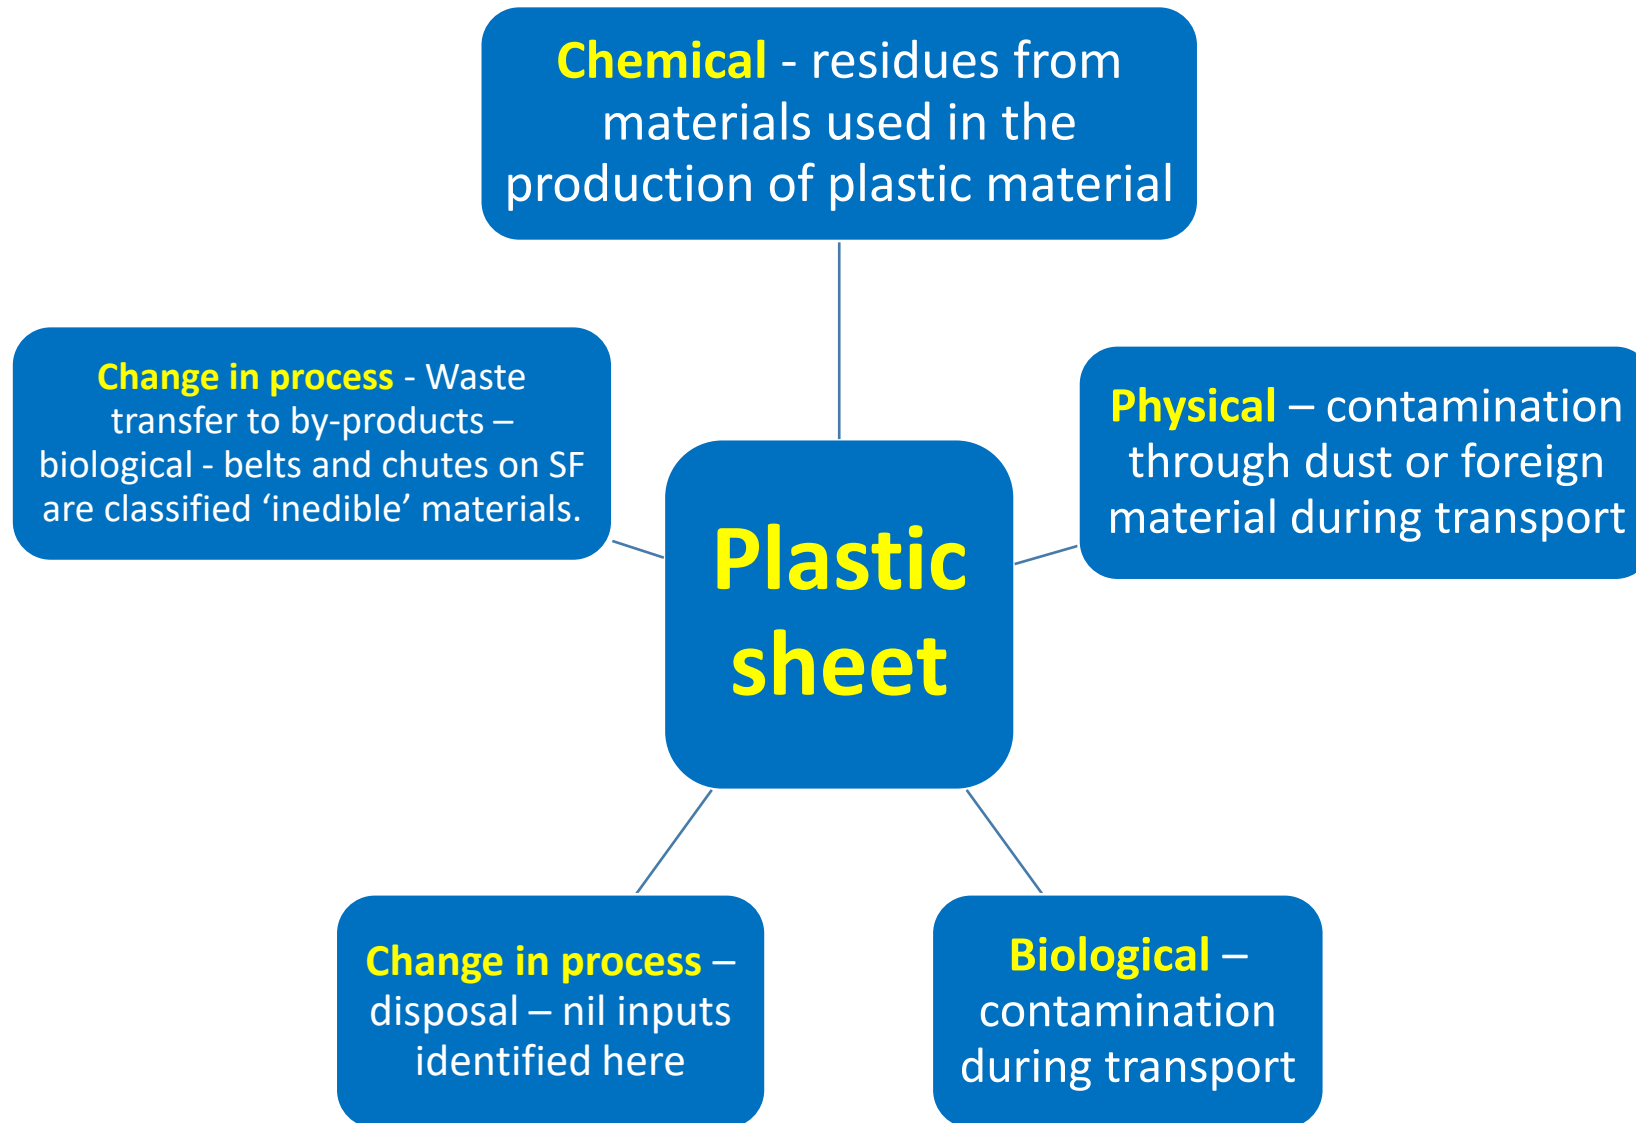 Chemical - residues from
materials used in the
production of plastic material
Change in process - Waste
transfer to by-products –
biological - belts and chutes on SF
are classified ‘inedible’ materials.
Physical – contamination
through dust or foreign
material during transport
Plastic
sheet
Change in process –
disposal – nil inputs
identified here
Biological –
contamination
during transport